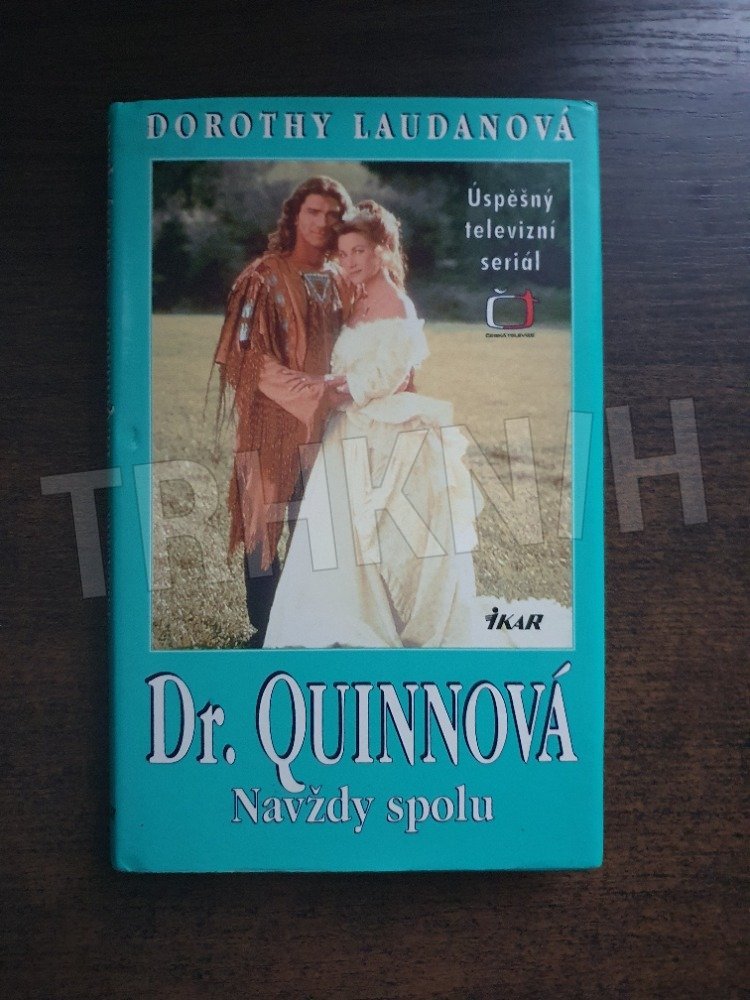 DOROTHY LAUDANOVÁ
Úspěšný
televizní
seriál
ČT
ČESKÁ TELEVIZE
TRHKNIH
IKAR
Dr. QUINNOVÁ
Navždy spolu